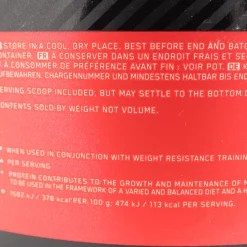 STORE IN A COOL, DRY PLACE. BEST BEFORE END AND BATC
CONTAINER. FR À CONSERVER DANS UN ENDROIT FRAIS ET SE
À CONSOMMER DE PRÉFÉRENCE AVANT FIN: VOIR POT. DE K
AUFBEWAHREN. CHARGENNUMMER UND MINDESTENS HALTBAR BIS END
SERVING SCOOP INCLUDED, BUT MAY SETTLE TO THE BOTTOM O
CONTENTS SOLD BY WEIGHT NOT VOLUME.
• WHEN USED IN CONJUNCTION WITH WEIGHT RESISTANCE TRAIN
PER SERVING
• PROTEIN CONTRIBUTES TO THE GROWTH AND MAINTENANCE OF M
TO BE USED IN THE FRAMEWORK OF A VARIED AND BALANCED DIET AND A
1582 kJ / 378 kcal PER 100 g: 474 kJ / 113 kcal PER SERVING